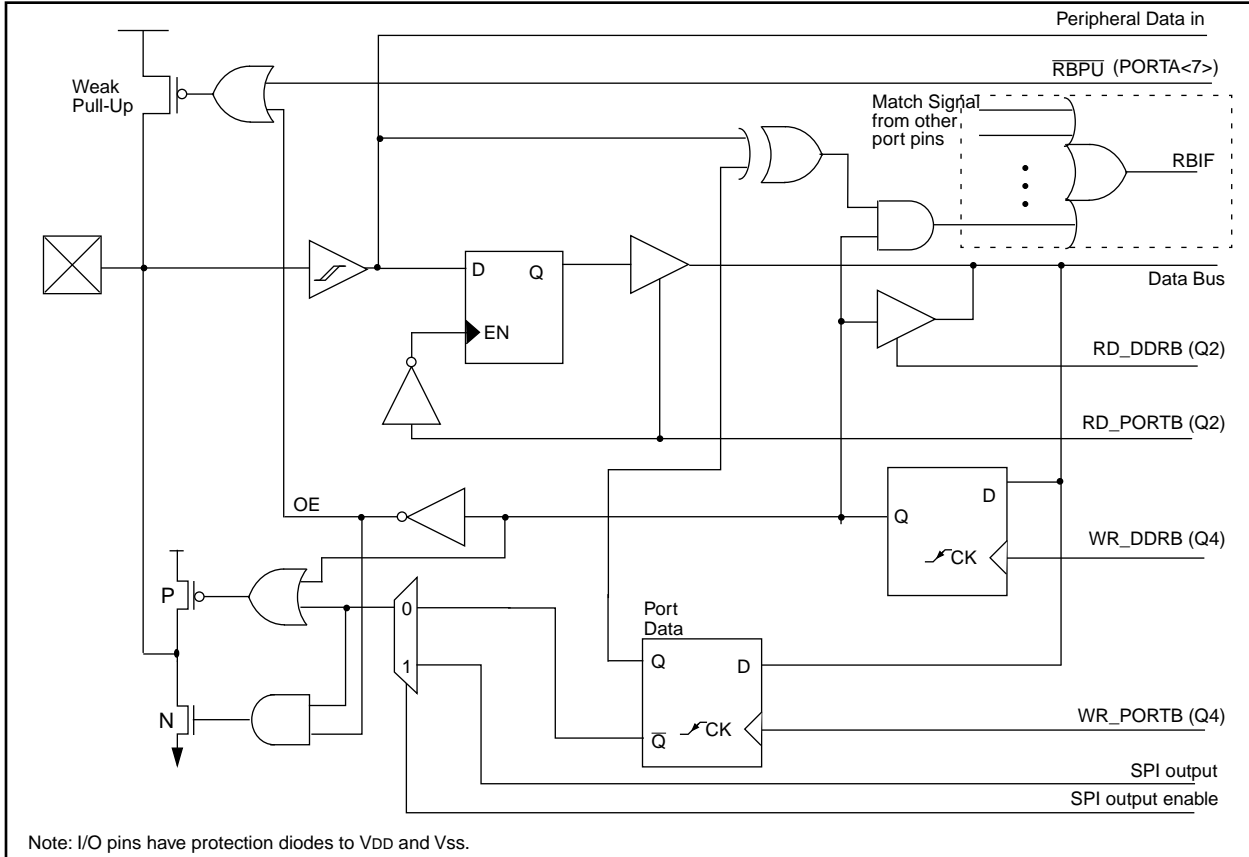 Peripheral Data in
RBPU (PORTA<7>)
Weak
Pull-Up
Match Signal
from other
port pins
RBIF
D
Q
EN
Data Bus
RD_DDRB (Q2)
RD_PORTB (Q2)
OE
D
Q
CK
WR_DDRB (Q4)
P
0
1
Port
Data
Q
D
N
Q
CK
WR_PORTB (Q4)
SPI output
SPI output enable
Note: I/O pins have protection diodes to VDD and VSS.